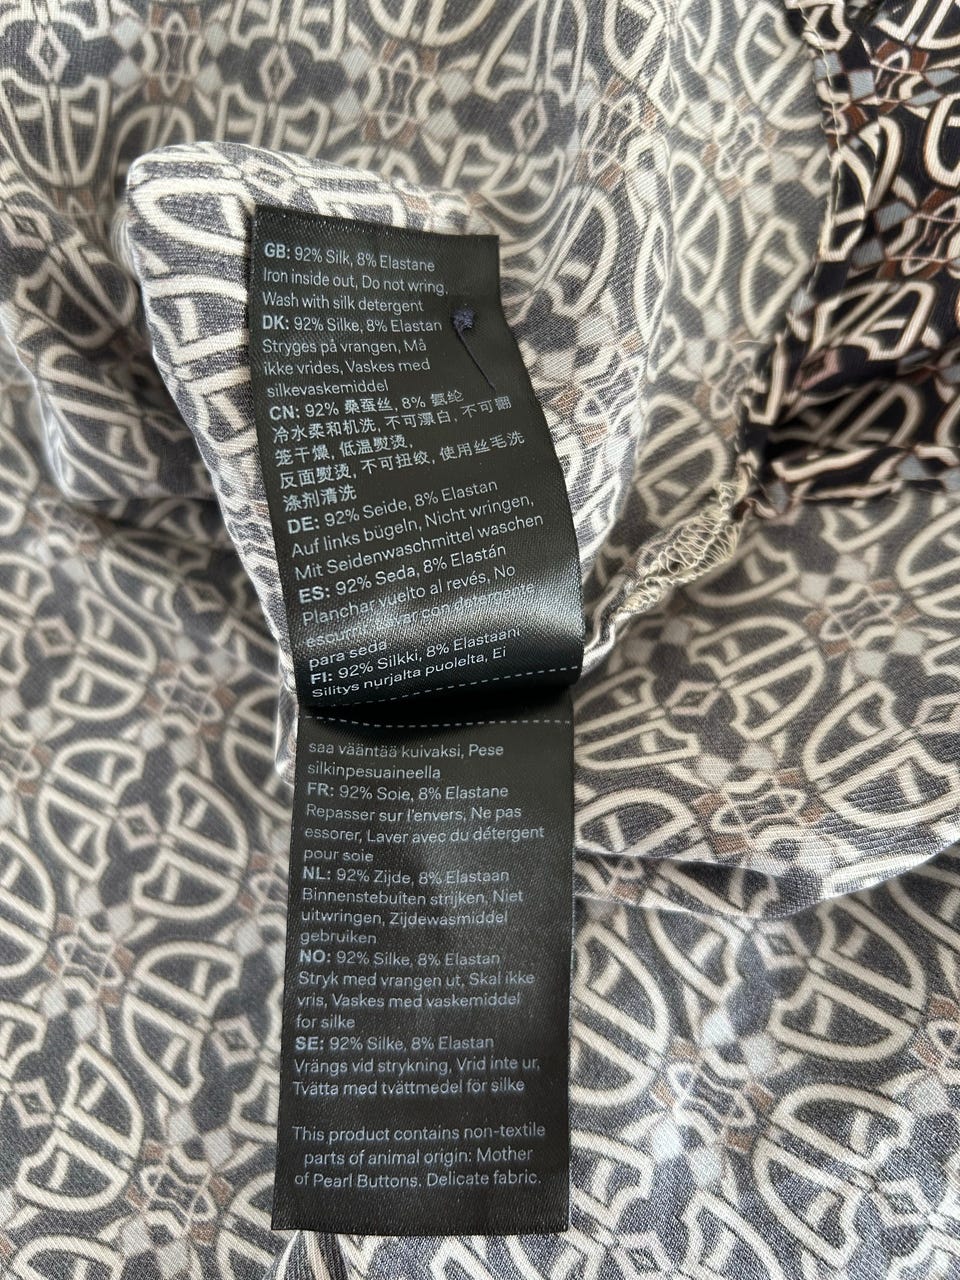 GB: 92% Silk, 8% Elastane
Iron inside out, Do not wring,
Wash with silk detergent
DK: 92% Silke, 8% Elastan
Stryges på vrangen, Må
ikke vrides, Vaskes med
silkevaskemiddel
CN: 92% 桑蚕丝, 8% 氨纶
冷水柔和机洗, 不可漂白, 不可翻
笼干燥, 低温熨烫,
反面熨烫, 不可扭绞, 使用丝毛洗
涤剂清洗
DE: 92% Seide, 8% Elastan
Auf links bügeln, Nicht wringen,
Mit Seidenwaschmittel waschen
ES: 92% Seda, 8% Elastán
Planchar vuelto al revés, No
escurrir, Lavar con detergente
para seda
FI: 92% Silkki, 8% Elastaani
Silitys nurjalta puolelta, Ei
saa vääntää kuivaksi, Pese
silkinpesuaineella
FR: 92% Soie, 8% Elastane
Repasser sur l'envers, Ne pas
essorer, Laver avec du détergent
pour soie
NL: 92% Zijde, 8% Elastaan
Binnenstebuiten strijken, Niet
uitwringen, Zijdewasmiddel
gebruiken
NO: 92% Silke, 8% Elastan
Stryk med vrangen ut, Skal ikke
vris, Vaskes med vaskemiddel
for silke
SE: 92% Silke, 8% Elastan
Vrängs vid strykning, Vrid inte ur,
Tvätta med tvättmedel för silke
This product contains non-textile
parts of animal origin: Mother
of Pearl Buttons. Delicate fabric.